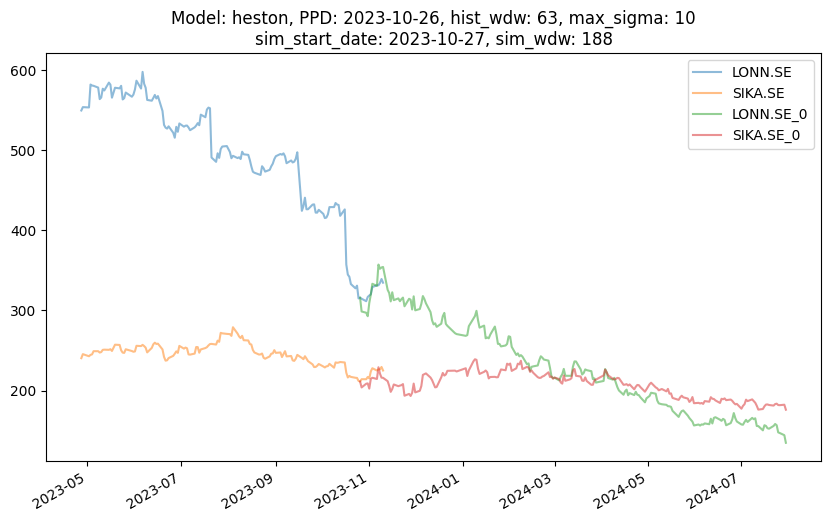 Model: heston, PPD: 2023-10-26, hist_wdw: 63, max_sigma: 10
sim_start_date: 2023-10-27, sim_wdw: 188
LONN.SE
SIKA.SE
LONN.SE_0
SIKA.SE_0
600
500
400
300
200
2023-05
2023-07
2023-09
2023-11
2024-01
2024-03
2024-05
2024-07